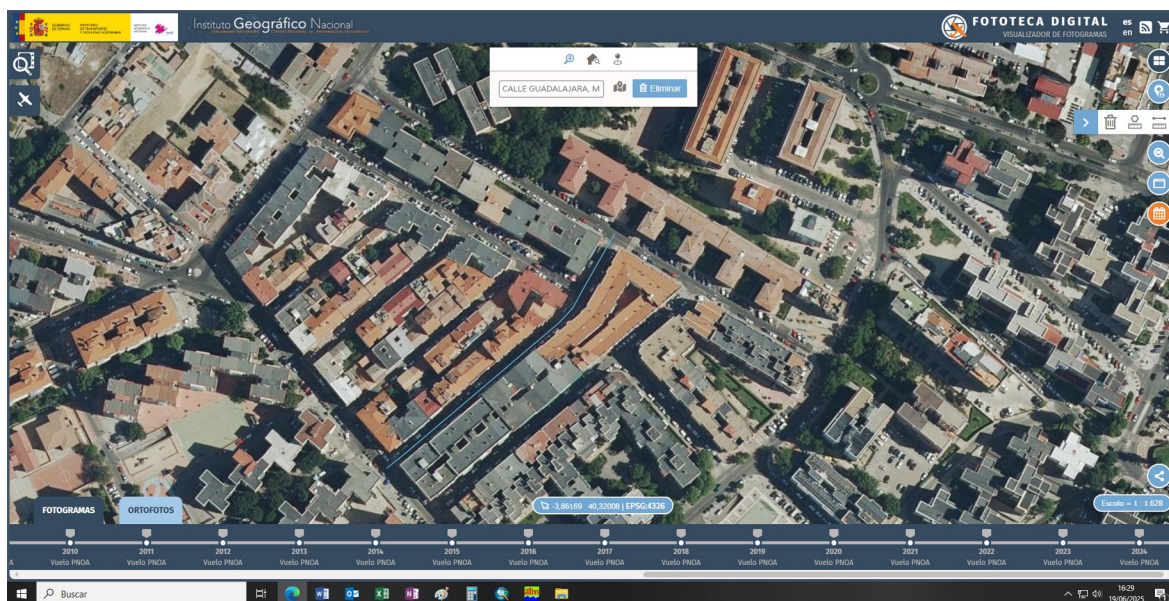 GOBIERNO DE ESPAÑA
MINISTERIO DE TRANSPORTES Y MOVILIDAD SOSTENIBLE
Instituto Geográfico Nacional
FOTOTECA DIGITAL
VISUALIZADOR DE FOTOGRAMAS
es
en
CALLE GUADALAJARA, M
Eliminar
-3,86169 40,32008 | EPSG:4326
Escala = 1 : 1.628
FOTOGRAMAS
ORTOFOTOS
2010 2011 2012 2013 2014 2015 2016 2017 2018 2019 2020 2021 2022 2023 2024
A Vuelo PNOA Vuelo PNOA Vuelo PNOA Vuelo PNOA Vuelo PNOA Vuelo PNOA Vuelo PNOA Vuelo PNOA Vuelo PNOA Vuelo PNOA Vuelo PNOA Vuelo PNOA Vuelo PNOA Vuelo PNOA Vuelo PNOA
Buscar
16:29
19/06/2025